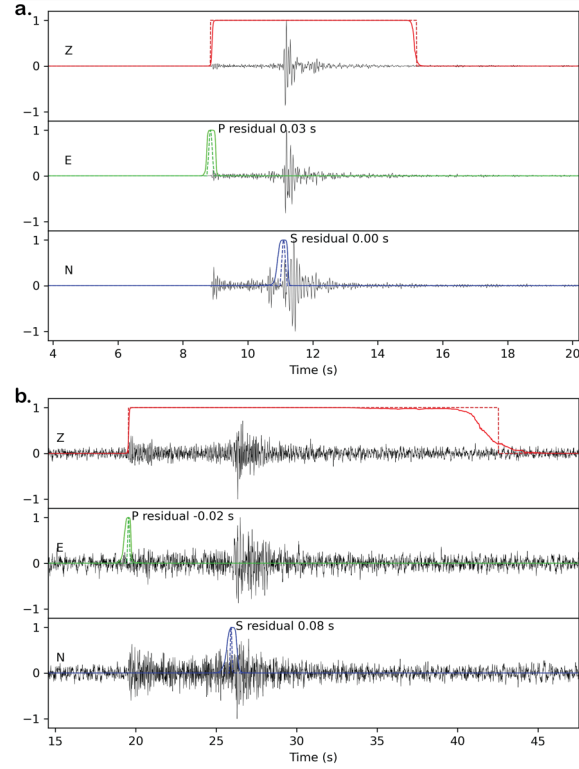 a.
1
Z
0
−1
P residual 0.03 s
1
E
0
−1
S residual 0.00 s
1
N
0
−1
4 6 8 10 12 14 16 18 20
Time (s)
b.
1
Z
0
−1
P residual -0.02 s
1
E
0
−1
S residual 0.08 s
1
N
0
−1
15 20 25 30 35 40 45
Time (s)